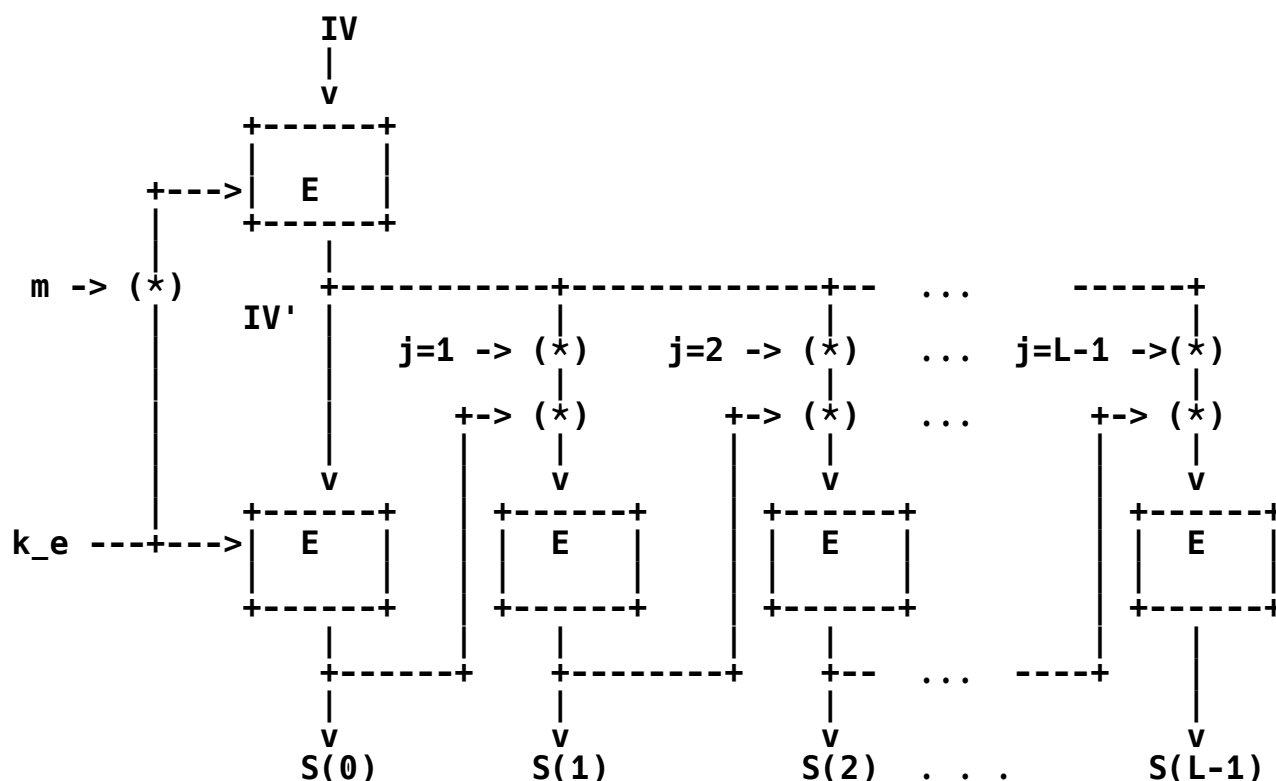 IV
E
m -> (*)
IV'
j=1 -> (*) j=2 -> (*) ... j=L-1 ->(*)
+-> (*) +-> (*) ... +-> (*)
k_e ---+---> E E E E
...
S(0) S(1) S(2) . . . S(L-1)